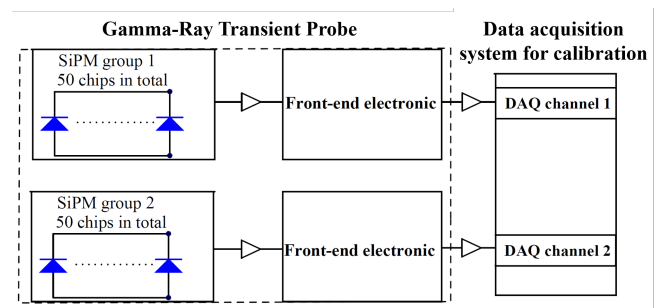 Gamma-Ray Transient Probe
Data acquisition
system for calibration
SiPM group 1
50 chips in total
Front-end electronic
DAQ channel 1
SiPM group 2
50 chips in total
Front-end electronic
DAQ channel 2